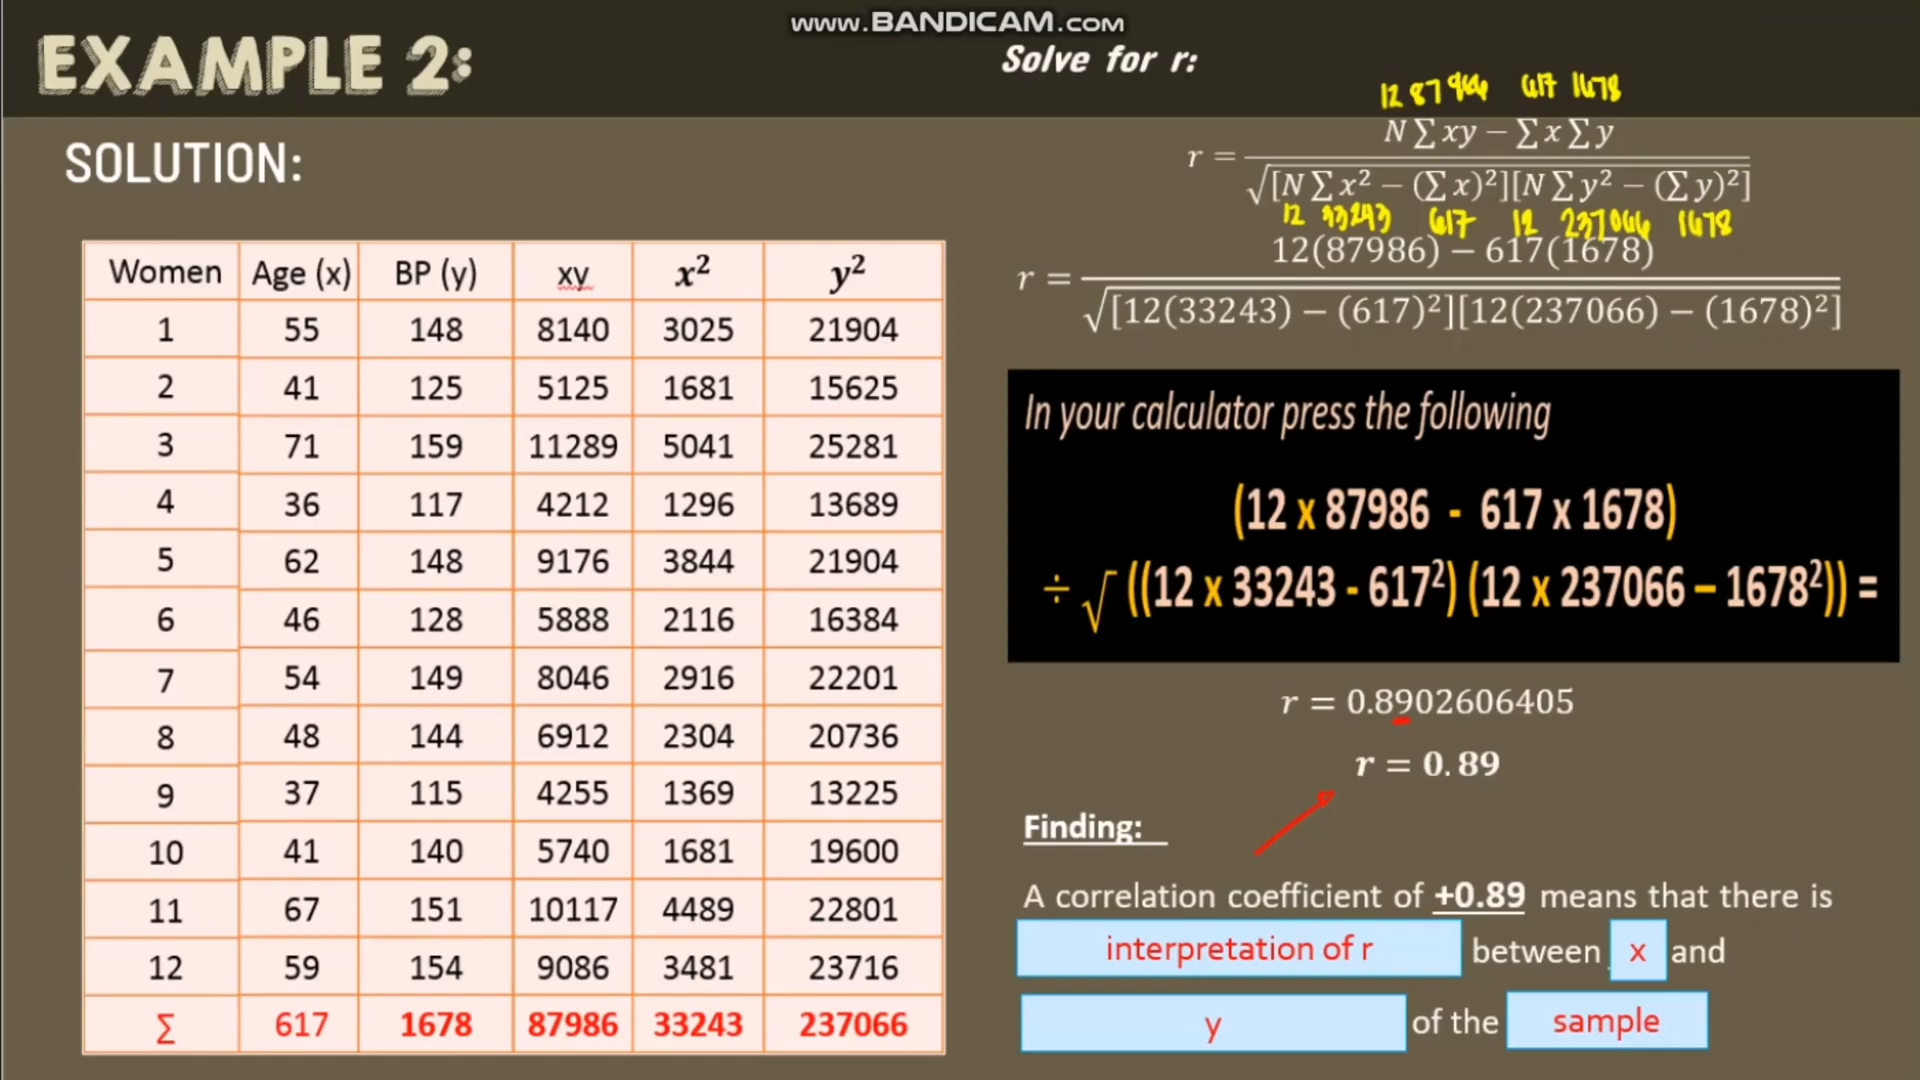 www.BANDICAM.com
EXAMPLE 2:
SOLUTION:
Women Age (x) BP (y) xy x² y²
1 55 148 8140 3025 21904
2 41 125 5125 1681 15625
3 71 159 11289 5041 25281
4 36 117 4212 1296 13689
5 62 148 9176 3844 21904
6 46 128 5888 2116 16384
7 54 149 8046 2916 22201
8 48 144 6912 2304 20736
9 37 115 4255 1369 13225
10 41 140 5740 1681 19600
11 67 151 10117 4489 22801
12 59 154 9086 3481 23716
∑ 617 1678 87986 33243 237066
Solve for r:
12 87986 617 1678
N ∑ xy − ∑ x ∑ y
r =
√[N ∑ x² − (∑ x)²][N ∑ y² − (∑ y)²]
12 33243 617 12 237066 1678
12(87986) − 617(1678)
r =
√[12(33243) − (617)²][12(237066) − (1678)²]
In your calculator press the following
(12 x 87986 - 617 x 1678)
÷ √ ((12 x 33243 - 617²) (12 x 237066 – 1678²)) =
r = 0.8902606405
r = 0.89
Finding:
A correlation coefficient of +0.89 means that there is
interpretation of r between x and
y of the sample